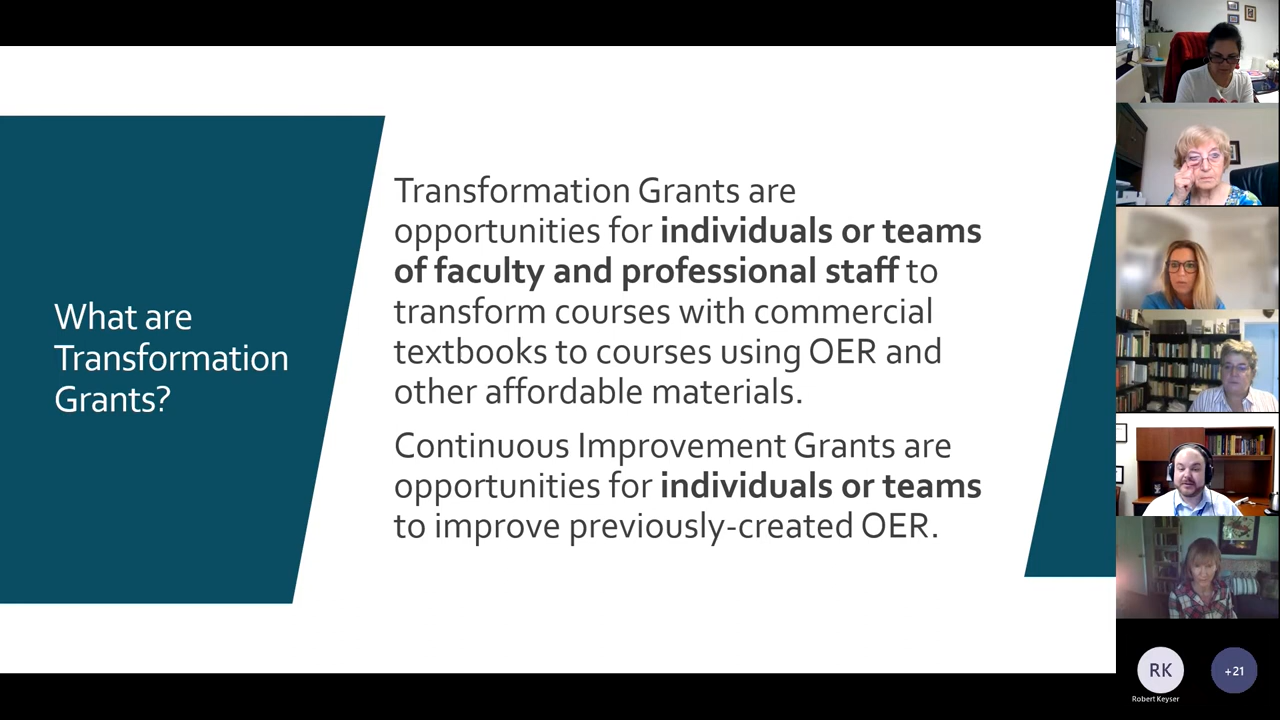 What are
Transformation
Grants?
Transformation Grants are
opportunities for individuals or teams
of faculty and professional staff to
transform courses with commercial
textbooks to courses using OER and
other affordable materials.
Continuous Improvement Grants are
opportunities for individuals or teams
to improve previously-created OER.
RK
+21
Robert Keyser